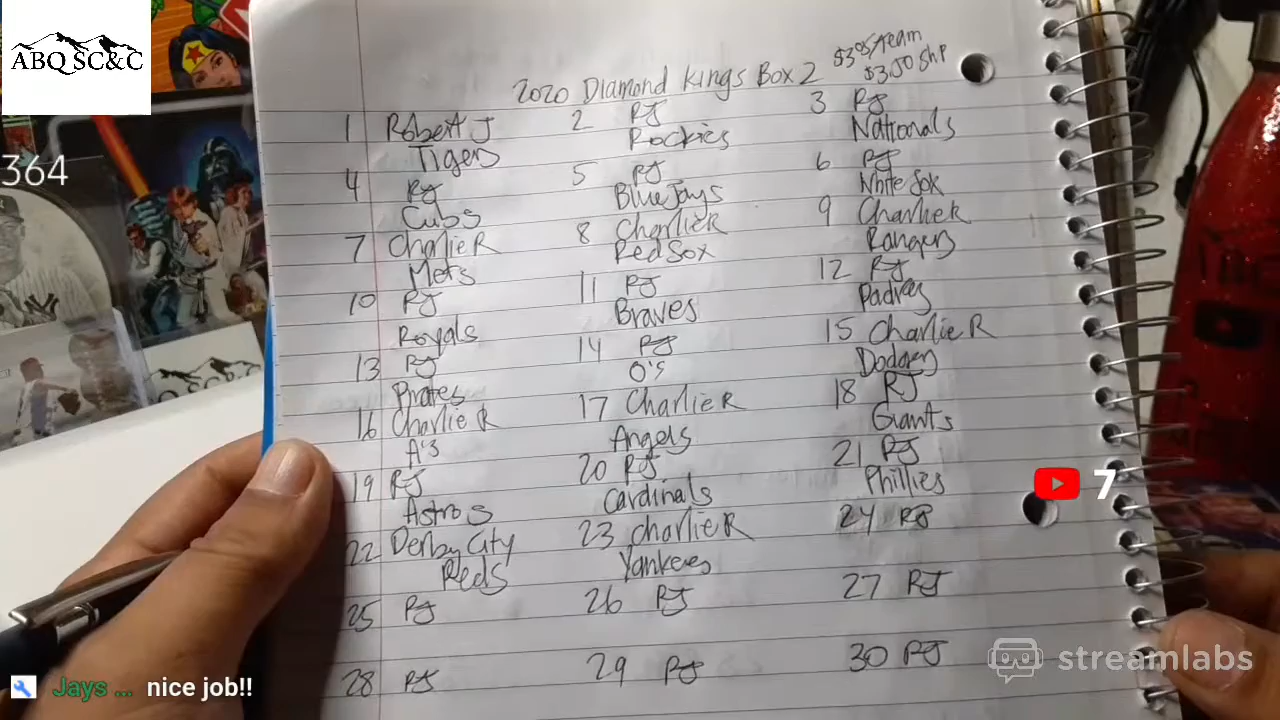 ABQ SC&C
364
2020 Diamond Kings Box 2 $3.05/team
$3.50 Shp
1 Robert J 2 RJ 3 RJ
Tigers Rockies Nationals
4 RJ 5 RJ 6 RJ
Cubs Blue Jays White Sox
7 Charlie R 8 Charlie R 9 Charlie R
Mets Red Sox Rangers
10 RJ 11 RJ 12 RJ
Royals Braves Padres
13 RJ 14 RJ 15 Charlie R
Pirates O's Dodgers
16 Charlie R 17 Charlie R 18 RJ
A's Angels Giants
19 RJ 20 RJ 21 RJ
Astros Cardinals Phillies
22 Derby City 23 Charlie R 24 RJ
Reds Yankees
25 RJ 26 RJ 27 RJ
28 RJ 29 RJ 30 RJ
7
streamlabs
Jays ... nice job!!